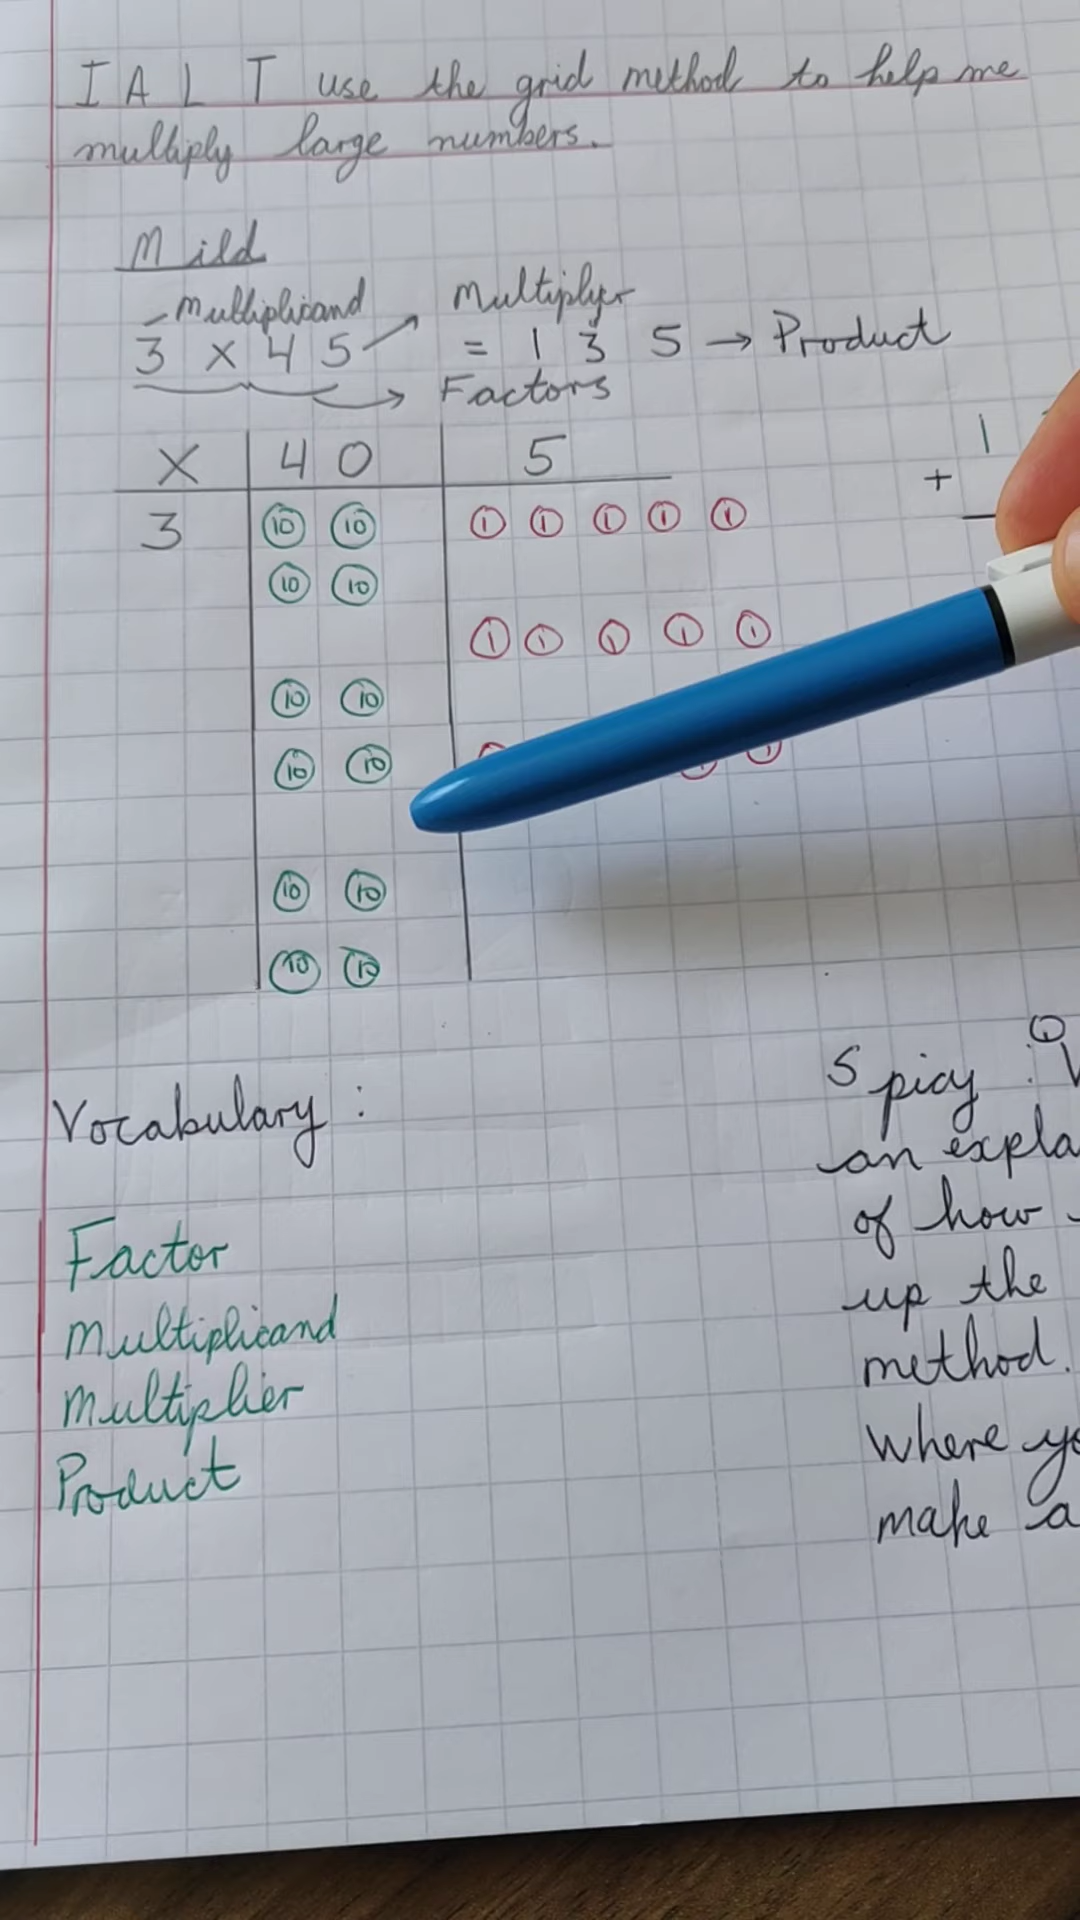 I A L T use the grid method to help me
multiply large numbers.
Mild
multiplicand Multiplyer
3 x 4 5 = 1 3 5 → Product
Factors
X 4 0 5
3 10 10 1 1 1 1 1
10 10
1 1 1 1 1
10 10
10 10 1 1
10 10
10 10
1
+
Vocabulary :
Factor
Multiplicand
Multiplier
Product
Spicy :
an
of how
up the
method.
Where
make a